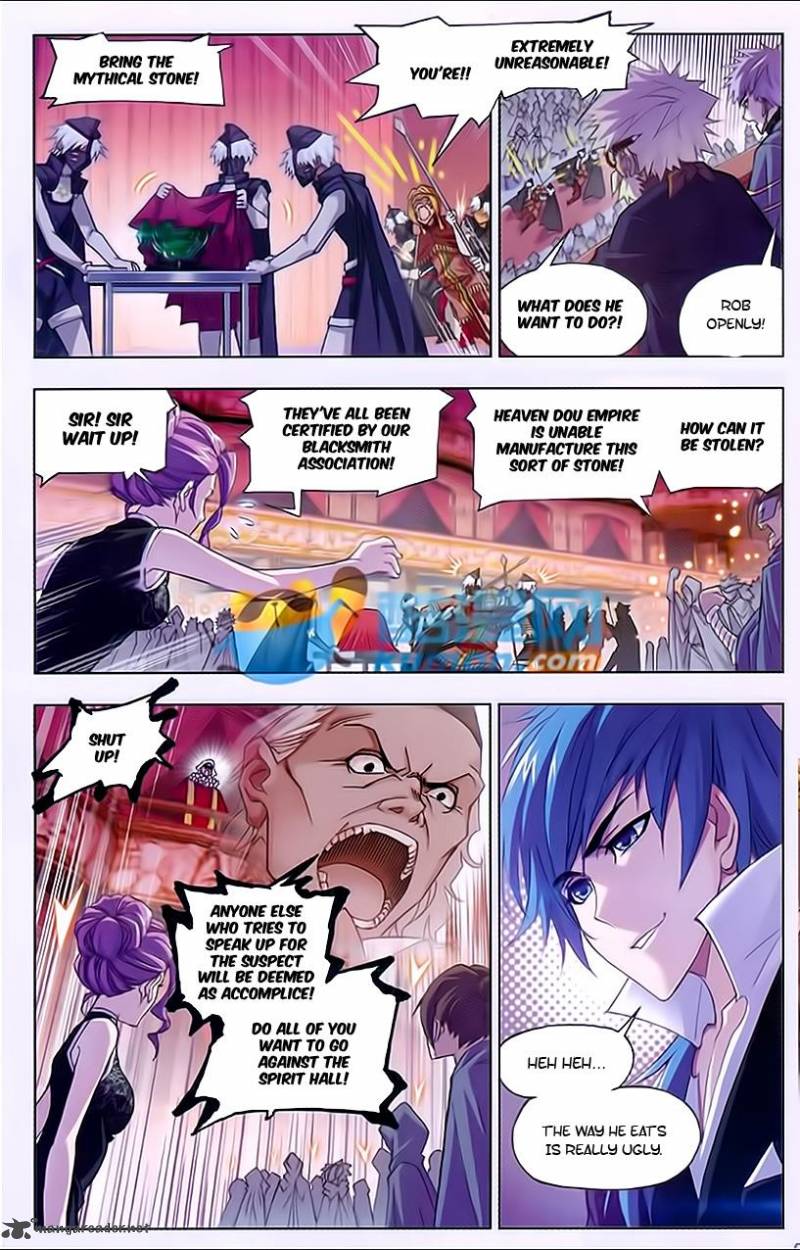 BRING THE
MYTHICAL STONE!
YOU'RE!!
EXTREMELY
UNREASONABLE!
WHAT DOES HE
WANT TO DO?!
ROB
OPENLY!
SIR! SIR
WAIT UP!
THEY'VE ALL BEEN
CERTIFIED BY OUR
BLACKSMITH
ASSOCIATION!
HEAVEN DOU EMPIRE
IS UNABLE
MANUFACTURE THIS
SORT OF STONE!
HOW CAN IT
BE STOLEN?
.com
SHUT
UP!
ANYONE ELSE
WHO TRIES TO
SPEAK UP FOR
THE SUSPECT
WILL BE DEEMED
AS ACCOMPLICE!
DO ALL OF YOU
WANT TO GO
AGAINST THE
SPIRIT HALL!
HEH HEH...
THE WAY HE EATS
IS REALLY UGLY.
mangareader.net